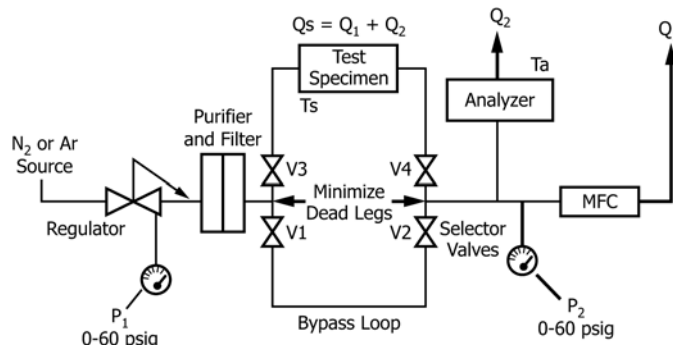 Qs = Q₁ + Q₂
Q₂
Q
Test
Specimen
Ts
Ta
Analyzer
Purifier
and Filter
N₂ or Ar
Source
V3
V4
Minimize
Dead Legs
MFC
Regulator
V1
V2
Selector
Valves
P₁
0-60 psig
Bypass Loop
P₂
0-60 psig